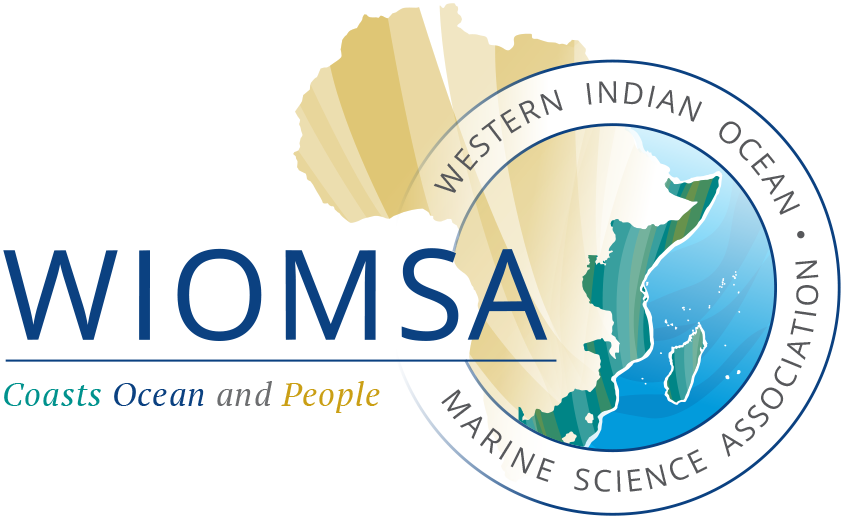 WESTERN INDIAN OCEAN •
MARINE SCIENCE ASSOCIATION
WIOMSA
Coasts Ocean and People